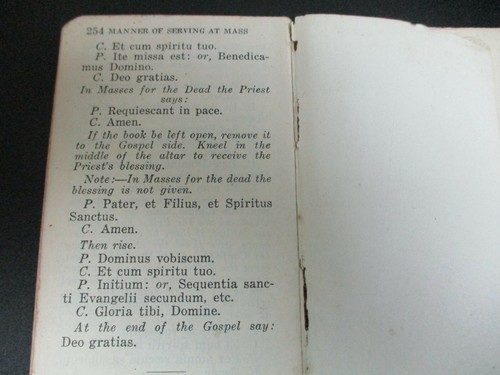 254 MANNER OF SERVING AT MASS
C. Et cum spiritu tuo.
P. Ite missa est: or, Benedica-
mus Domino.
C. Deo gratias.
In Masses for the Dead the Priest
says:
P. Requiescant in pace.
C. Amen.
If the book be left open, remove it
to the Gospel side. Kneel in the
middle of the altar to receive the
Priest's blessing.
Note:—In Masses for the dead the
blessing is not given.
P. Pater, et Filius, et Spiritus
Sanctus.
C. Amen.
Then rise.
P. Dominus vobiscum.
C. Et cum spiritu tuo.
P. Initium: or, Sequentia sanc-
ti Evangelii secundum, etc.
C. Gloria tibi, Domine.
At the end of the Gospel say:
Deo gratias.